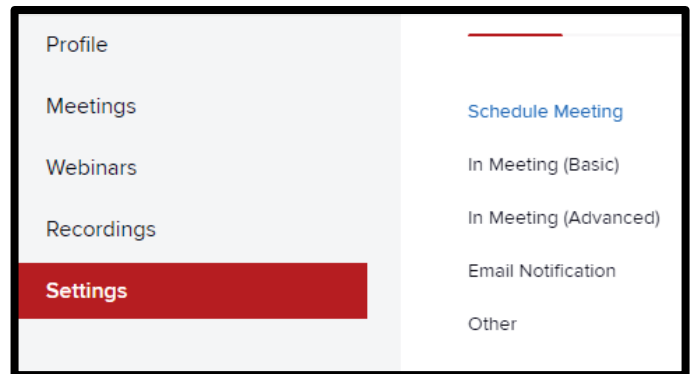 Profile
Meetings
Webinars
Recordings
Settings
Schedule Meeting
In Meeting (Basic)
In Meeting (Advanced)
Email Notification
Other